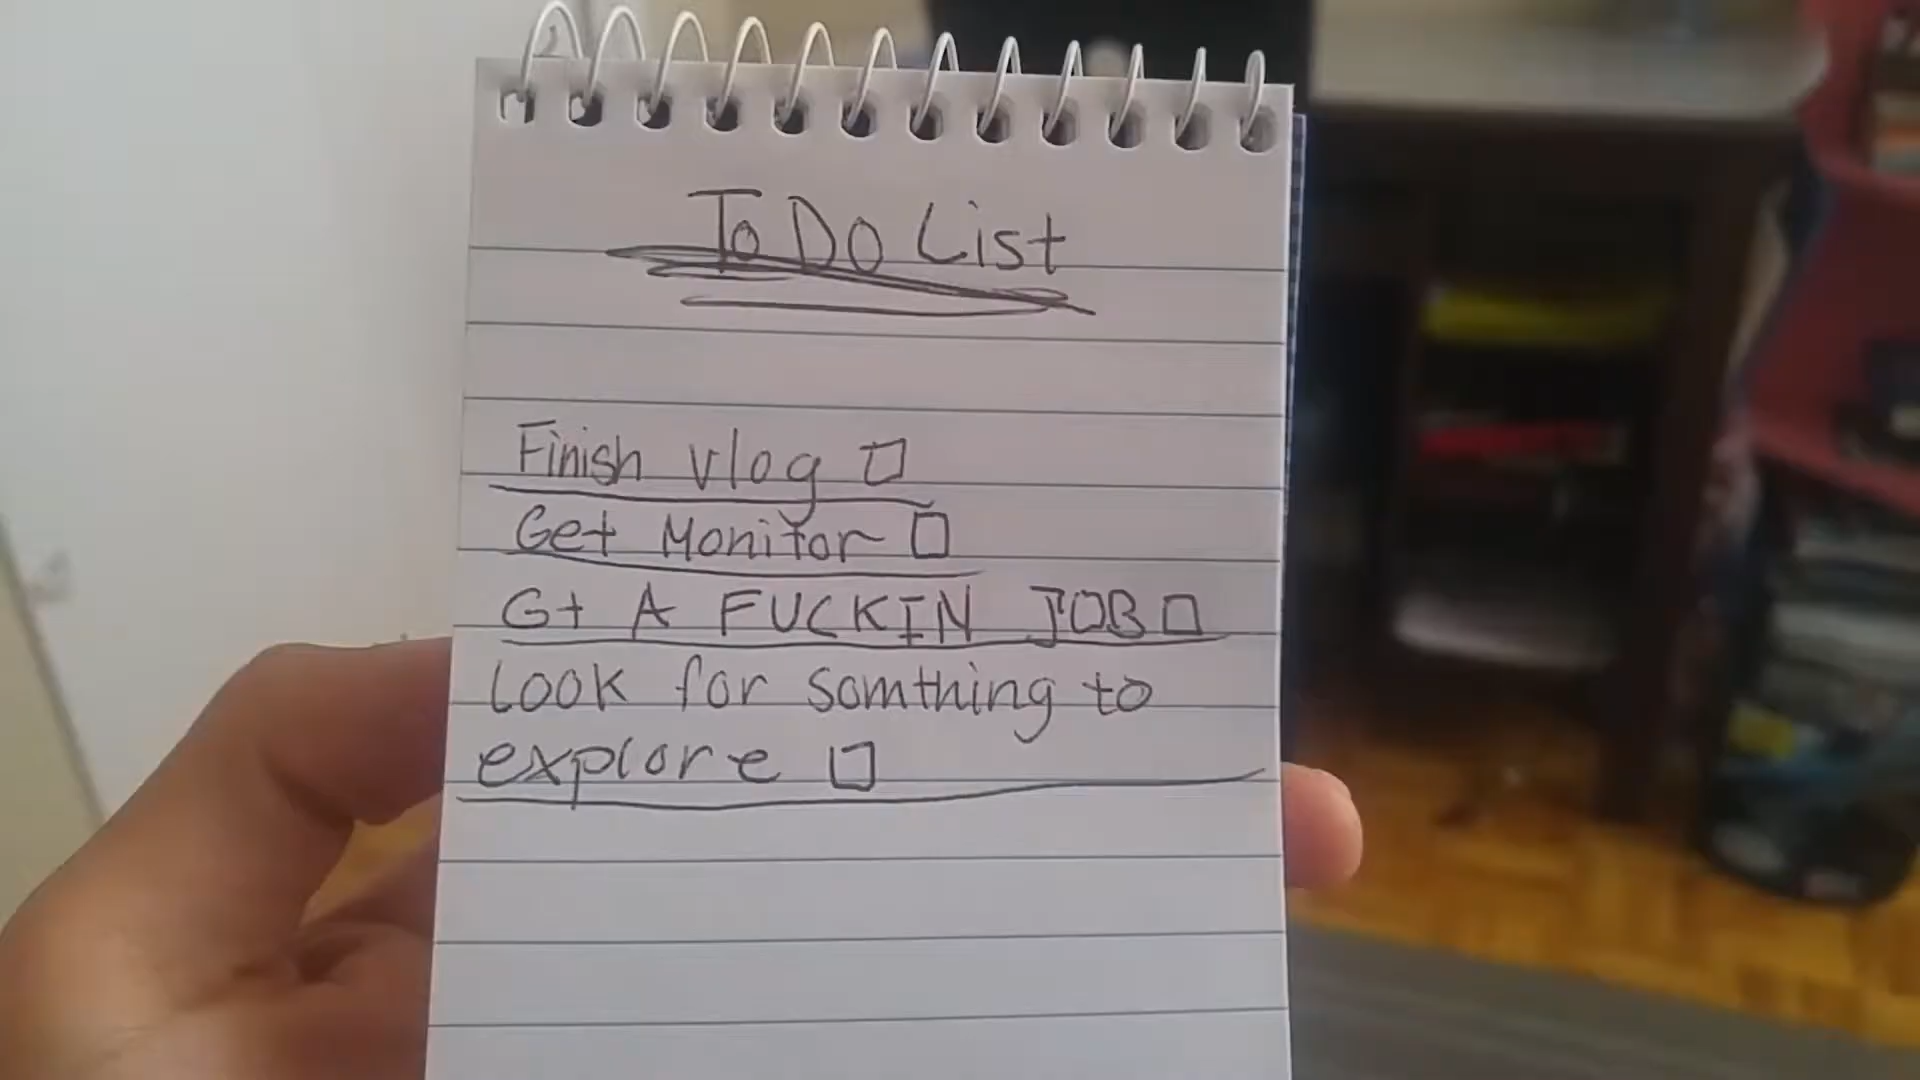 To Do List
Finish vlog
Get Monitor
Gt A FUCKIN JOB
Look for somthing to
explore